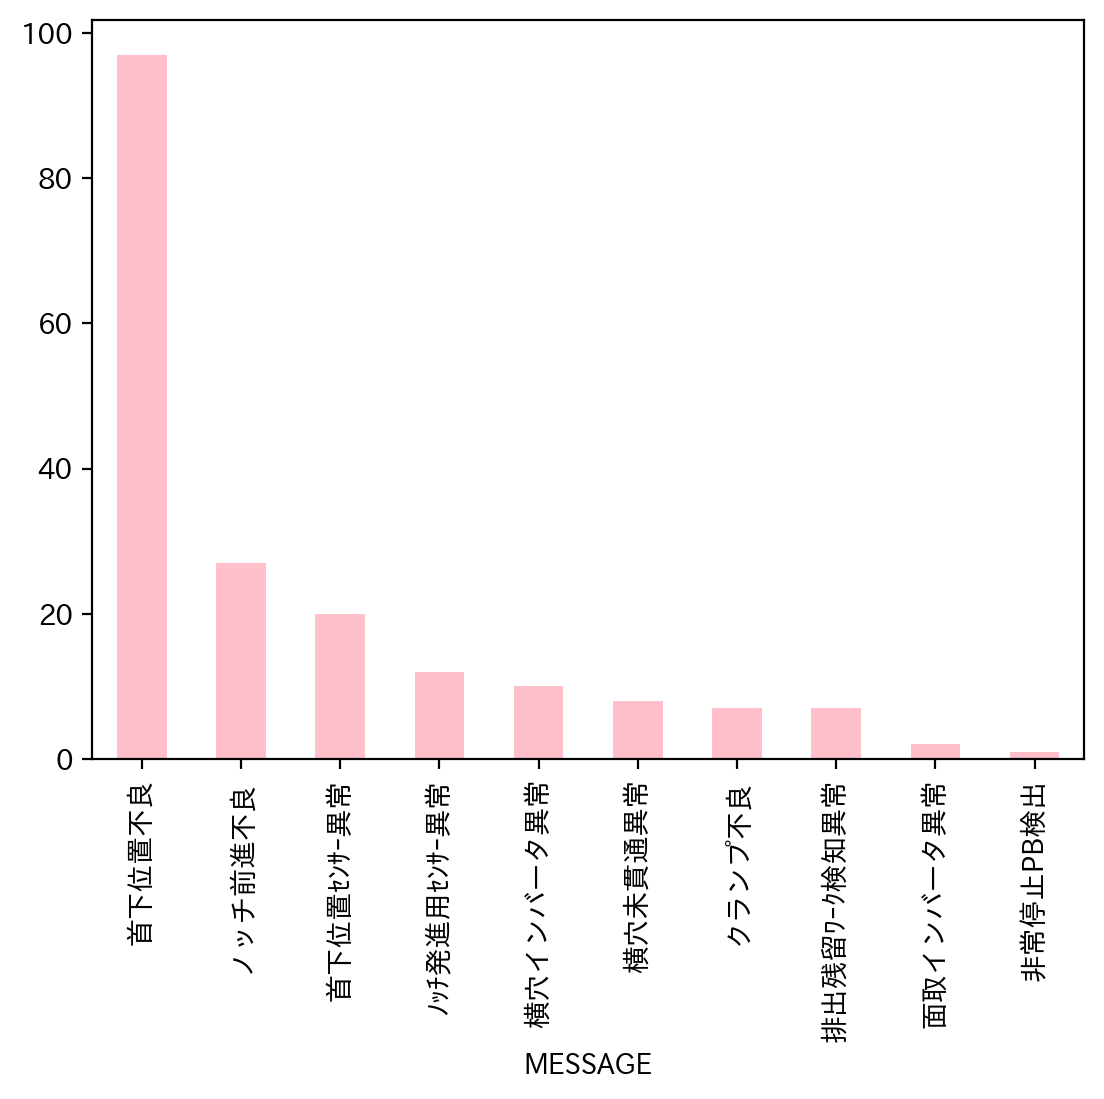 100
80
60
40
20
0
首下位置不良
ノッチ前進不良
首下位置ｾﾝｻｰ異常
ﾉｯﾁ発進用ｾﾝｻｰ異常
横穴インバータ異常
横穴未貫通異常
クランプ不良
排出残留ﾜｰｸ検知異常
面取インバータ異常
非常停止PB検出
MESSAGE